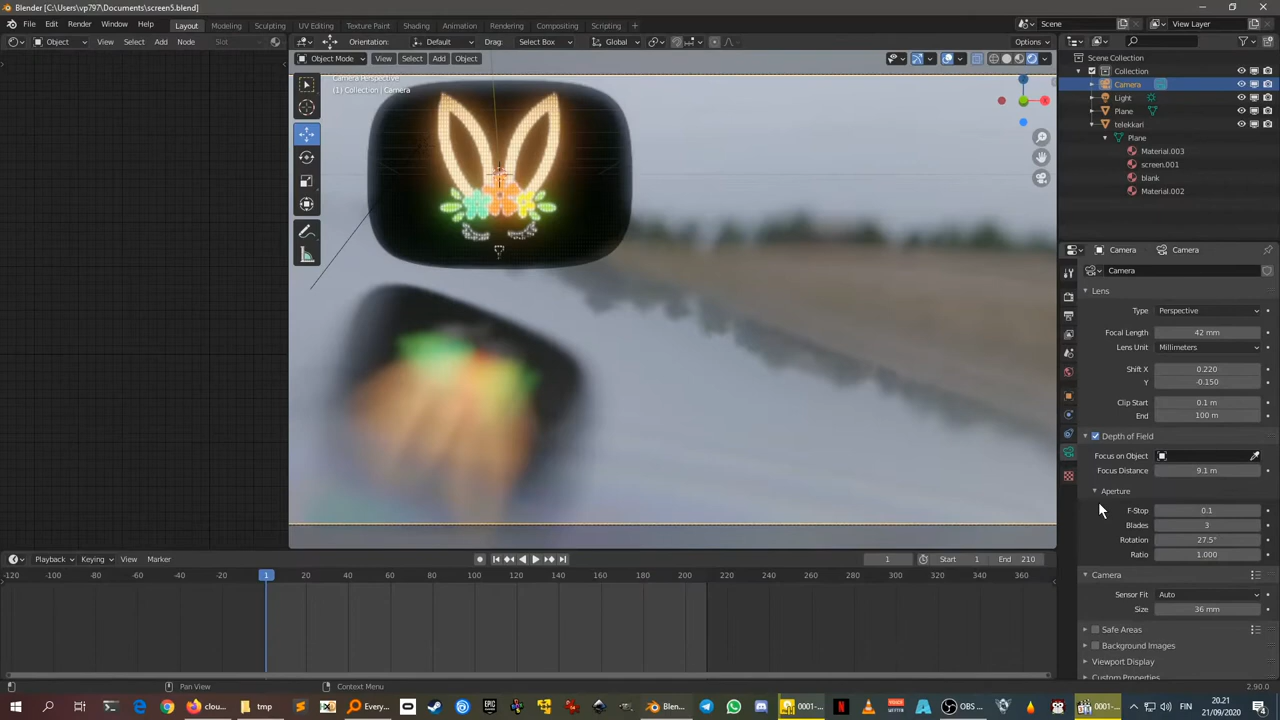 Blender [C:\Users\vp797\Documents\screen5.blend]
File Edit Render Window Help Layout Modeling Sculpting UV Editing Texture Paint Shading Animation Rendering Compositing Scripting Scene View Layer
Object View Select Add Node Slot Orientation: Default Drag: Select Box Global Options
Object Mode View Select Add Object
Camera Perspective
(1) Collection | Camera
Scene Collection
Collection
Camera
Light
Plane
telekkari
Plane
Material.003
screen.001
blank
Material.002
Camera Camera
Camera
Lens
Type Perspective
Focal Length 42 mm
Lens Unit Millimeters
Shift X 0.220
Y -0.150
Clip Start 0.1 m
End 100 m
Depth of Field
Focus on Object
Focus Distance 9.1 m
Aperture
F-Stop 0.1
Blades 3
Rotation 27.5°
Ratio 1.000
Camera
Sensor Fit Auto
Size 36 mm
Safe Areas
Background Images
Viewport Display
Custom Properties
Playback Keying View Marker 1 Start 1 End 210
-120 -100 -80 -60 -40 -20 1 20 40 60 80 100 120 140 160 180 200 220 240 260 280 300 320 340 360
Pan View Context Menu 2.90.0
clou... tmp Every... Blen... 0001-... OBS ... 0001-... FIN 20.21
21/09/2020